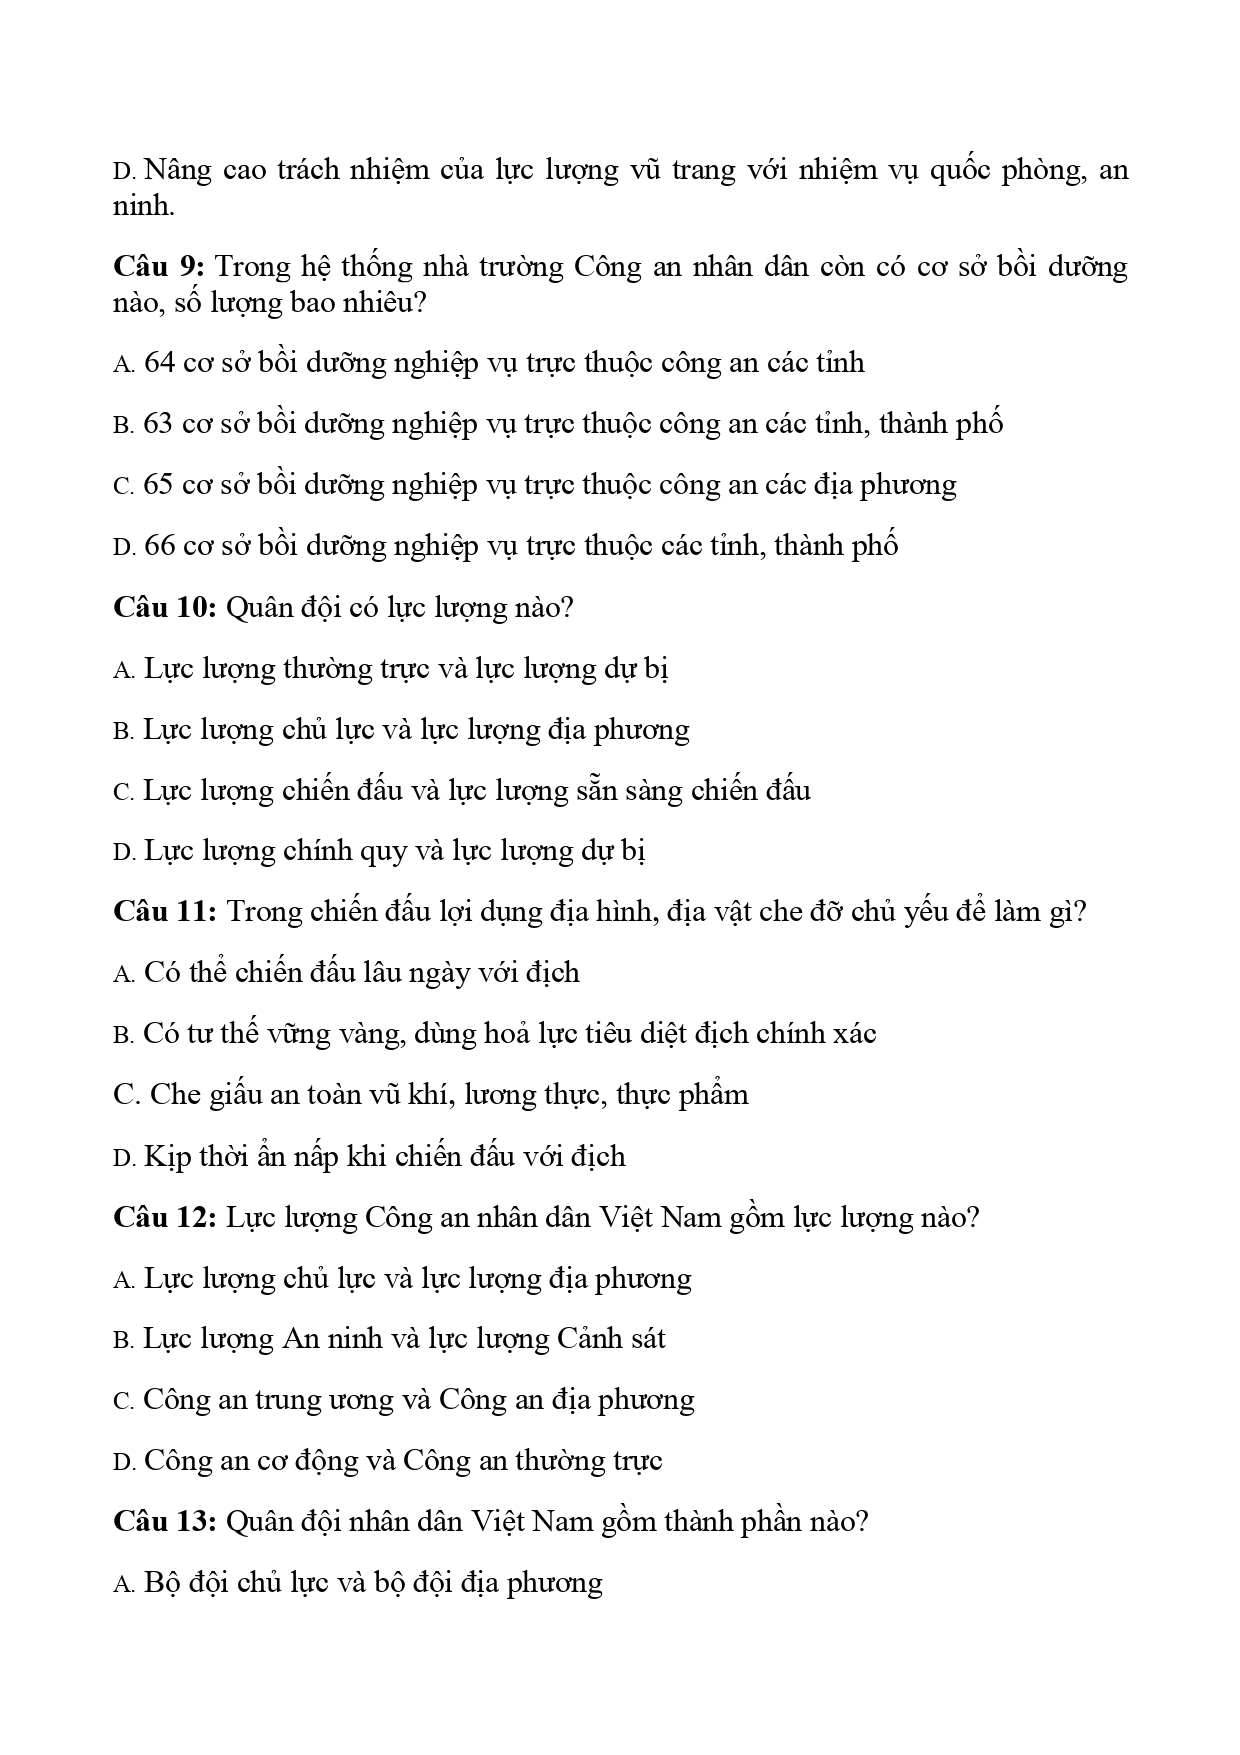 D. Nâng cao trách nhiệm của lực lượng vũ trang với nhiệm vụ quốc phòng, an
ninh.
Câu 9: Trong hệ thống nhà trường Công an nhân dân còn có cơ sở bồi dưỡng
nào, số lượng bao nhiêu?
A. 64 cơ sở bồi dưỡng nghiệp vụ trực thuộc công an các tỉnh
B. 63 cơ sở bồi dưỡng nghiệp vụ trực thuộc công an các tỉnh, thành phố
C. 65 cơ sở bồi dưỡng nghiệp vụ trực thuộc công an các địa phương
D. 66 cơ sở bồi dưỡng nghiệp vụ trực thuộc các tỉnh, thành phố
Câu 10: Quân đội có lực lượng nào?
A. Lực lượng thường trực và lực lượng dự bị
B. Lực lượng chủ lực và lực lượng địa phương
C. Lực lượng chiến đấu và lực lượng sẵn sàng chiến đấu
D. Lực lượng chính quy và lực lượng dự bị
Câu 11: Trong chiến đấu lợi dụng địa hình, địa vật che đỡ chủ yếu để làm gì?
A. Có thể chiến đấu lâu ngày với địch
B. Có tư thế vững vàng, dùng hoả lực tiêu diệt địch chính xác
C. Che giấu an toàn vũ khí, lương thực, thực phẩm
D. Kịp thời ẩn nấp khi chiến đấu với địch
Câu 12: Lực lượng Công an nhân dân Việt Nam gồm lực lượng nào?
A. Lực lượng chủ lực và lực lượng địa phương
B. Lực lượng An ninh và lực lượng Cảnh sát
C. Công an trung ương và Công an địa phương
D. Công an cơ động và Công an thường trực
Câu 13: Quân đội nhân dân Việt Nam gồm thành phần nào?
A. Bộ đội chủ lực và bộ đội địa phương